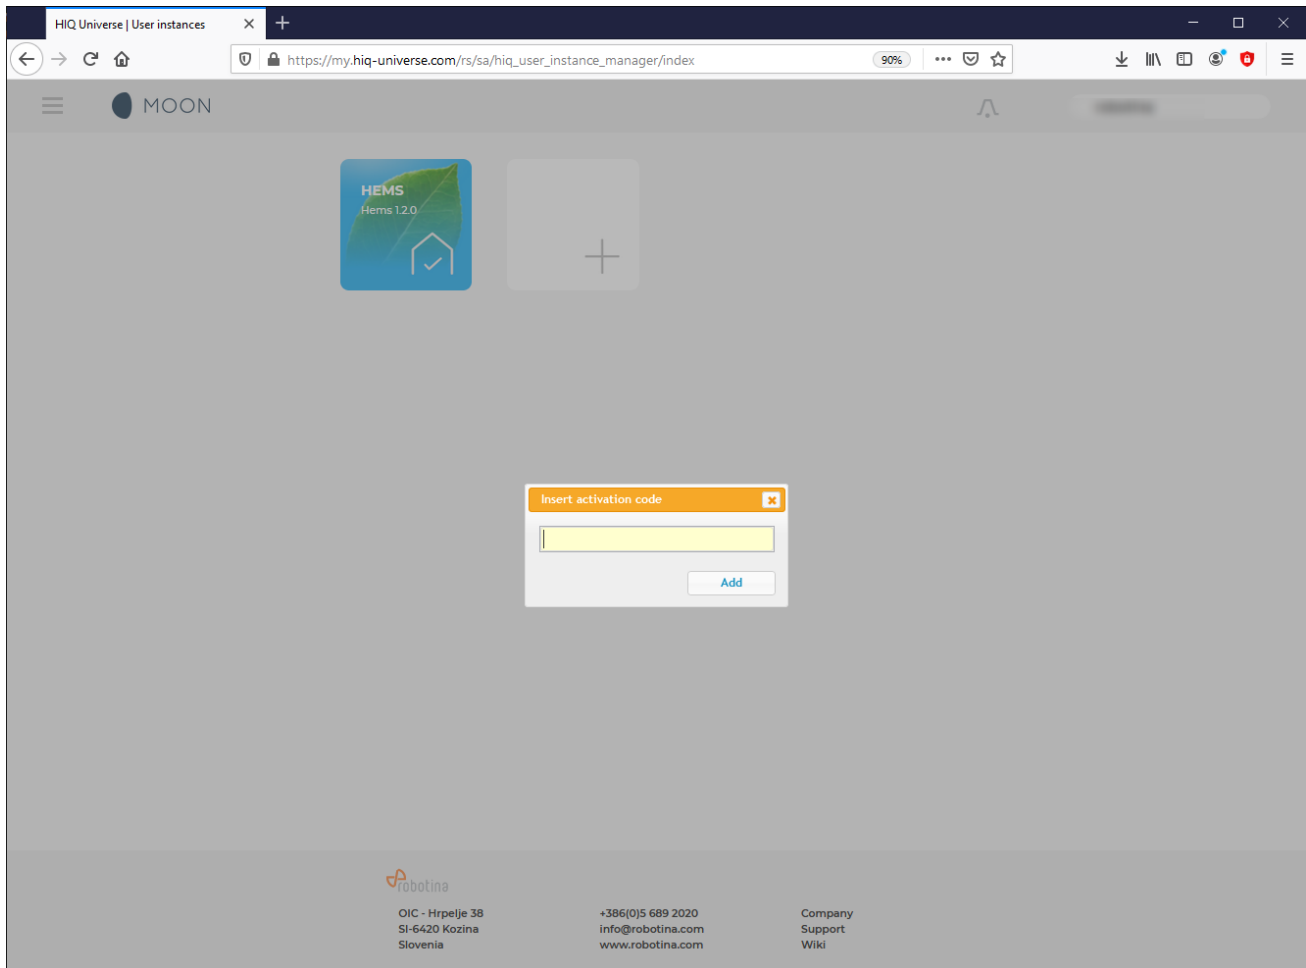 HIQ Universe | User instances
https://my.hiq-universe.com/rs/sa/hiq_user_instance_manager/index
90%
MOON
HEMS
Hems 1.2.0
Insert activation code
Add
robotina
OIC - Hrpelje 38
SI-6420 Kozina
Slovenia
+386(0)5 689 2020
info@robotina.com
www.robotina.com
Company
Support
Wiki